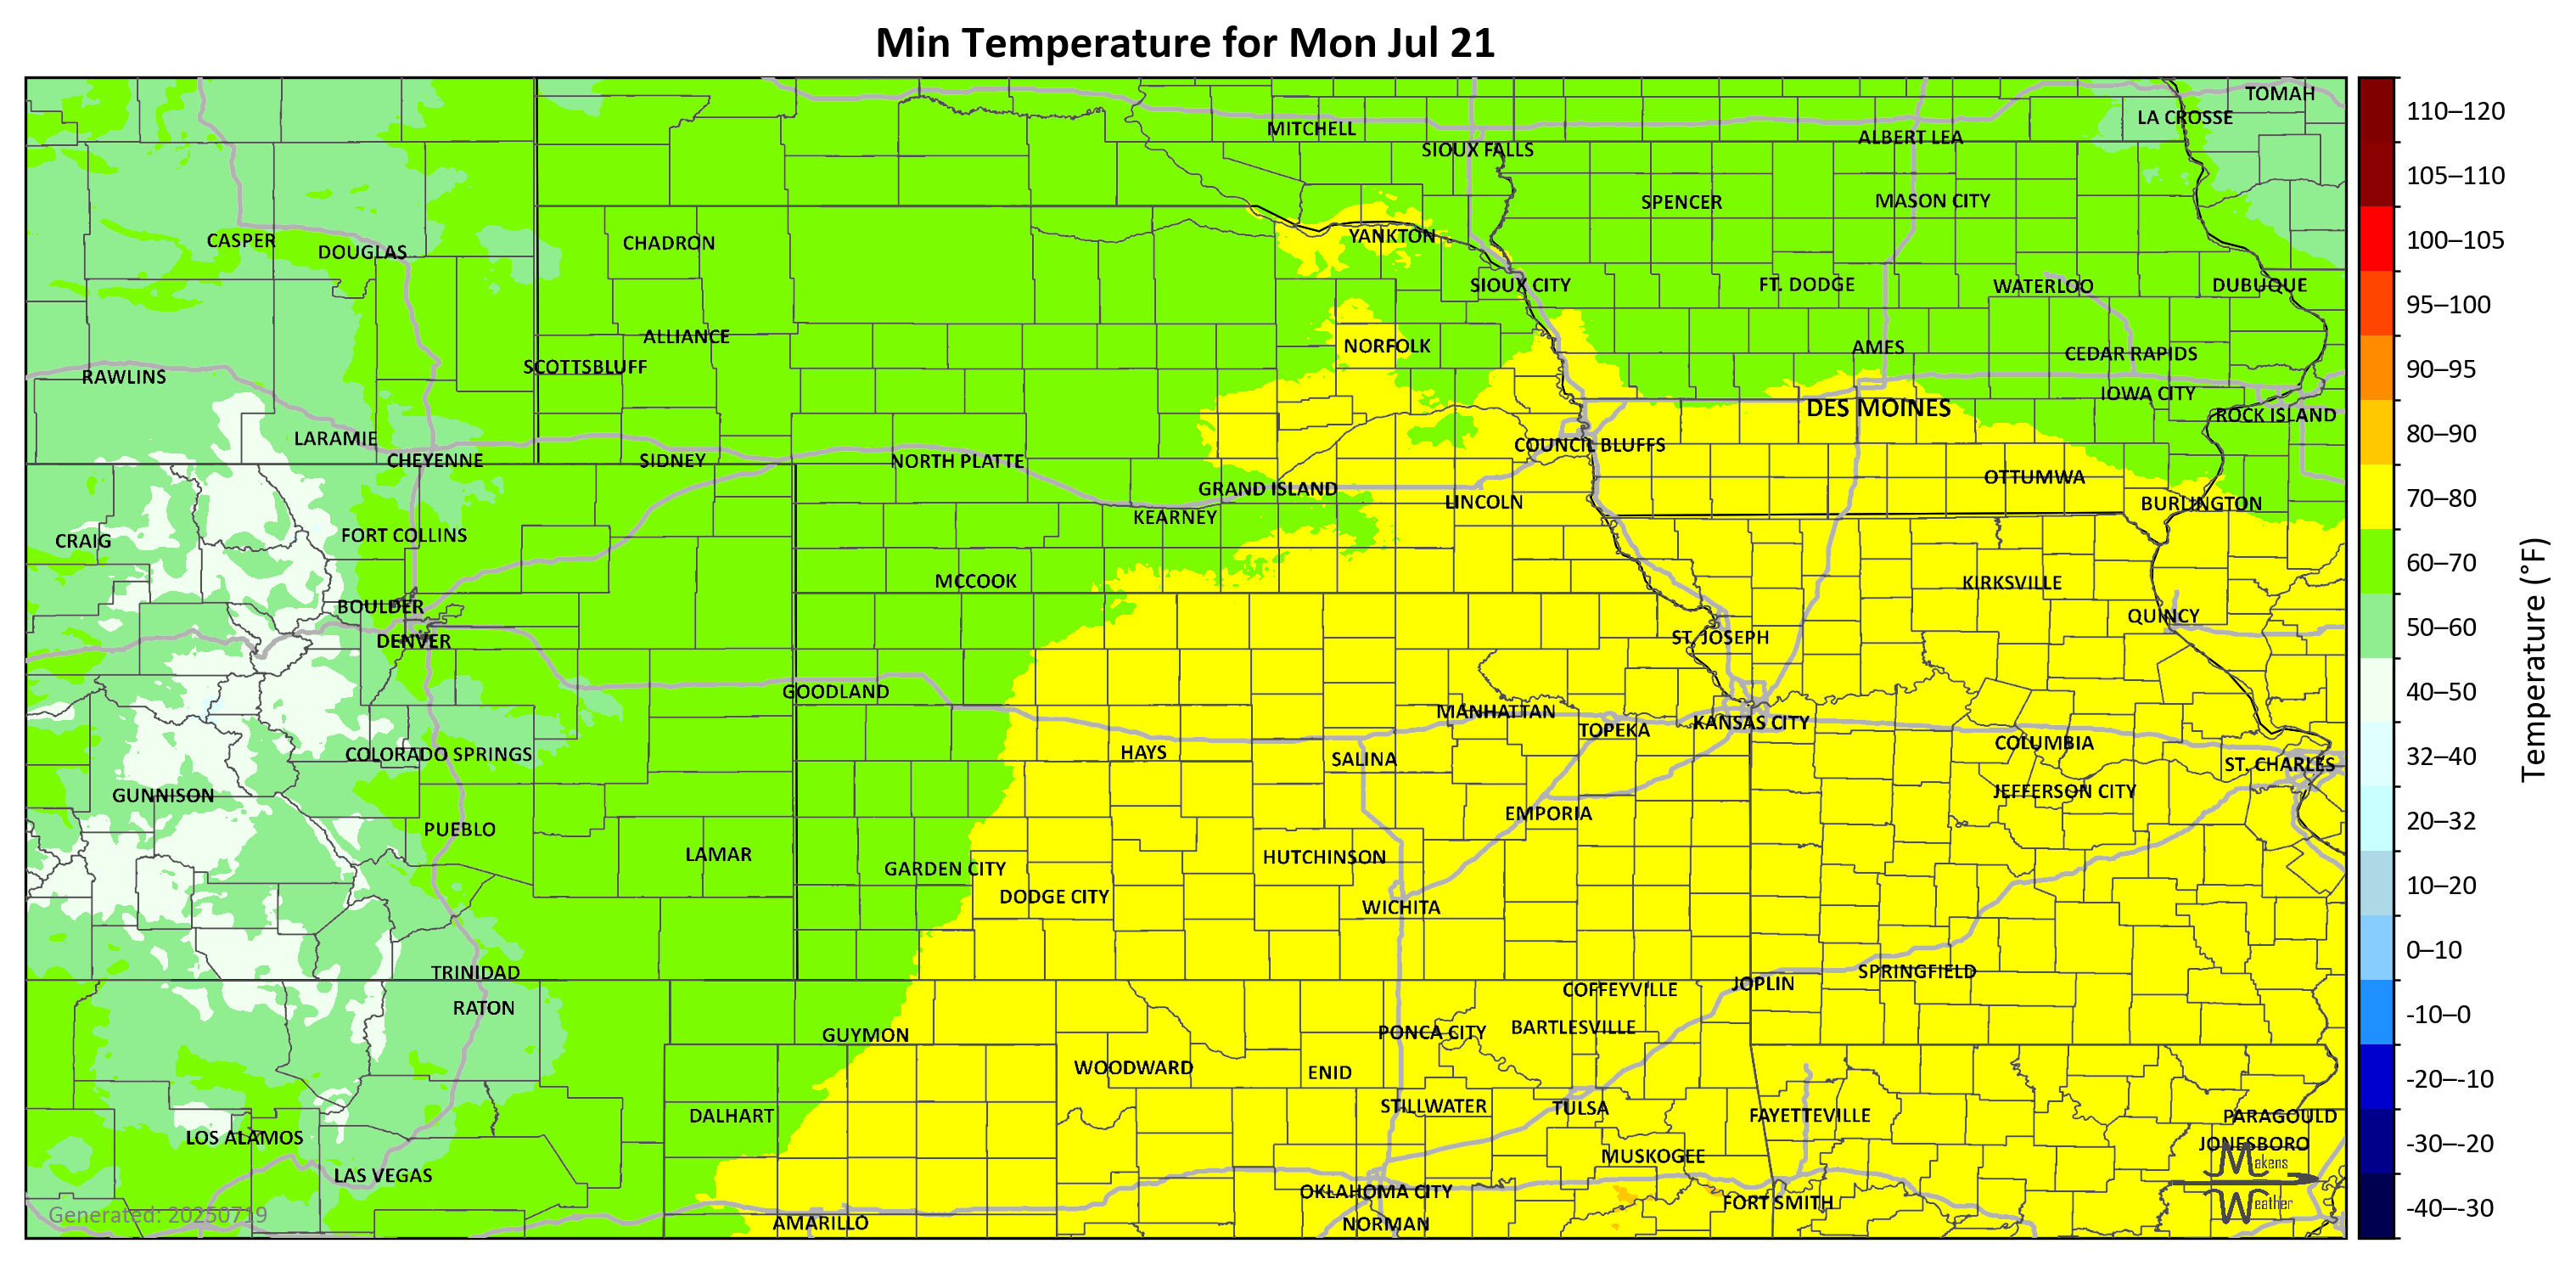 Min Temperature for Mon Jul 21
TOMAH
LA CROSSE
MITCHELL
ALBERT LEA
SIOUX FALLS
SPENCER
MASON CITY
CASPER
DOUGLAS
CHADRON
YANKTON
SIOUX CITY
FT. DODGE
WATERLOO
DUBUQUE
ALLIANCE
NORFOLK
AMES
CEDAR RAPIDS
SCOTTSBLUFF
RAWLINS
IOWA CITY
DES MOINES
ROCK ISLAND
LARAMIE
COUNCIL BLUFFS
CHEYENNE
SIDNEY
NORTH PLATTE
OTTUMWA
GRAND ISLAND
LINCOLN
BURLINGTON
KEARNEY
FORT COLLINS
CRAIG
MCCOOK
KIRKSVILLE
BOULDER
QUINCY
DENVER
ST. JOSEPH
GOODLAND
MANHATTAN
TOPEKA
KANSAS CITY
COLUMBIA
COLORADO SPRINGS
HAYS
SALINA
ST. CHARLES
GUNNISON
JEFFERSON CITY
EMPORIA
PUEBLO
LAMAR
HUTCHINSON
GARDEN CITY
DODGE CITY
WICHITA
TRINIDAD
SPRINGFIELD
JOPLIN
COFFEYVILLE
RATON
GUYMON
PONCA CITY
BARTLESVILLE
WOODWARD
ENID
STILLWATER
TULSA
DALHART
FAYETTEVILLE
PARAGOULD
LOS ALAMOS
JONESBORO
MUSKOGEE
LAS VEGAS
OKLAHOMA CITY
FORT SMITH
AMARILLO
NORMAN
Makens
Weather
Generated: 20250719
110–120
105–110
100–105
95–100
90–95
80–90
70–80
60–70
50–60
40–50
32–40
20–32
10–20
0–10
-10–0
-20–-10
-30–-20
-40–-30
Temperature (°F)